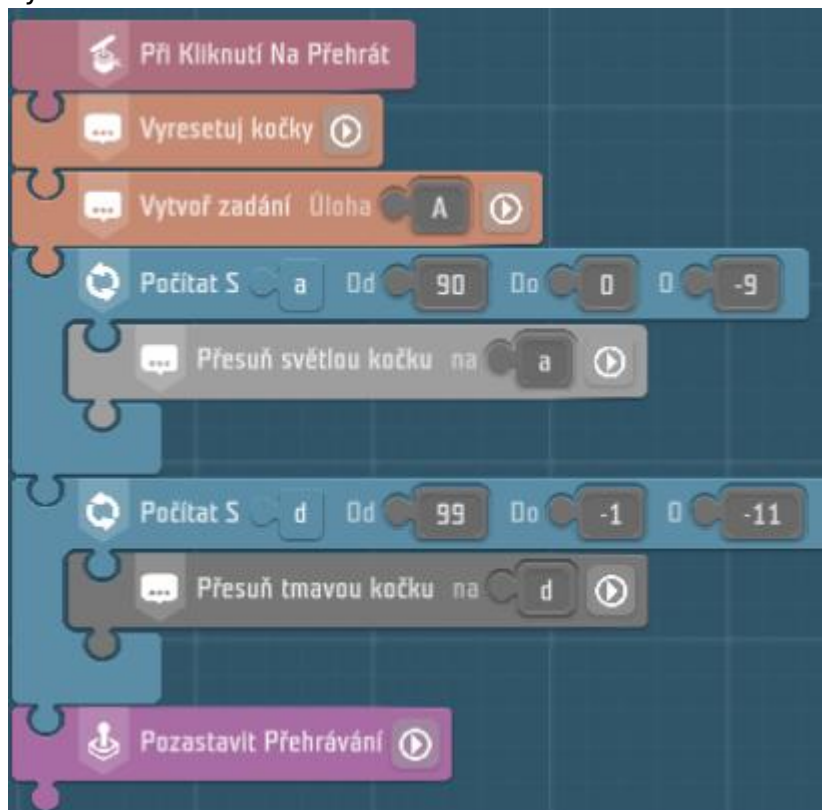 Při Kliknutí Na Přehrát
Vyresetuj kočky
Vytvoř zadání Úloha A
Počítat S a Od 90 Do 0 O -9
Přesuň světlou kočku na a
Počítat S d Od 99 Do -1 O -11
Přesuň tmavou kočku na d
Pozastavit Přehrávání